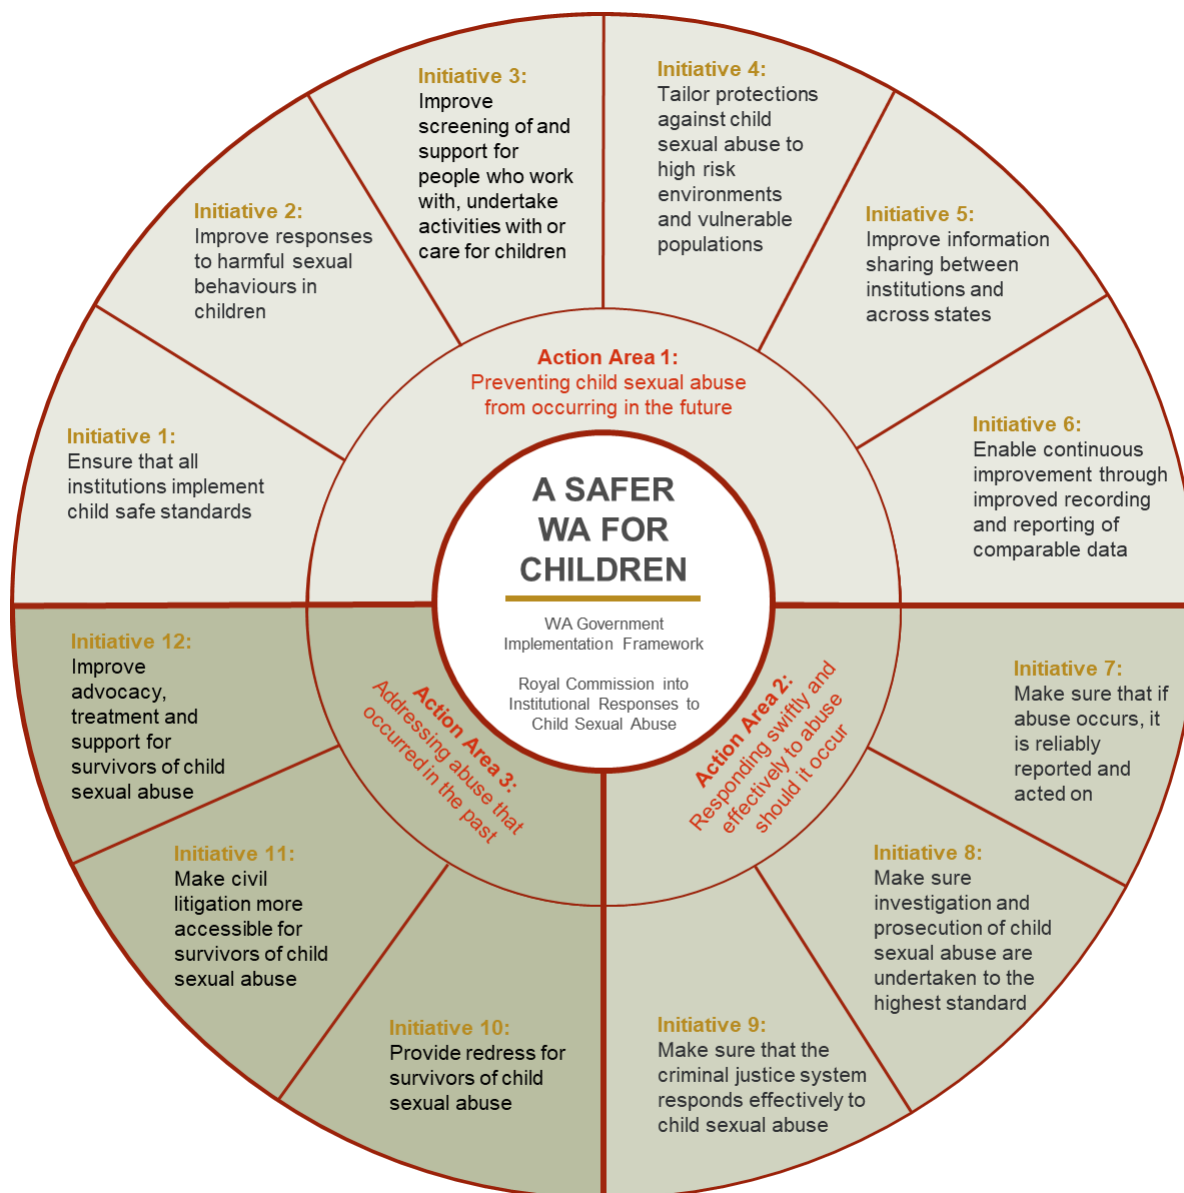 A SAFER
WA FOR
CHILDREN
WA Government
Implementation Framework
Royal Commission into
Institutional Responses to
Child Sexual Abuse
Action Area 1:
Preventing child sexual abuse
from occurring in the future
Initiative 1:
Ensure that all
institutions implement
child safe standards
Initiative 2:
Improve responses
to harmful sexual
behaviours in
children
Initiative 3:
Improve
screening of and
support for
people who work
with, undertake
activities with or
care for children
Initiative 4:
Tailor protections
against child
sexual abuse to
high risk
environments
and vulnerable
populations
Initiative 5:
Improve information
sharing between
institutions and
across states
Initiative 6:
Enable continuous
improvement through
improved recording
and reporting of
comparable data
Action Area 2:
Responding swiftly and
effectively to abuse
should it occur
Initiative 7:
Make sure that if
abuse occurs, it
is reliably
reported and
acted on
Initiative 8:
Make sure
investigation and
prosecution of child
sexual abuse are
undertaken to the
highest standard
Initiative 9:
Make sure that the
criminal justice system
responds effectively to
child sexual abuse
Action Area 3:
Addressing abuse that
occurred in the past
Initiative 10:
Provide redress for
survivors of child
sexual abuse
Initiative 11:
Make civil
litigation more
accessible for
survivors of child
sexual abuse
Initiative 12:
Improve
advocacy,
treatment and
support for
survivors of child
sexual abuse